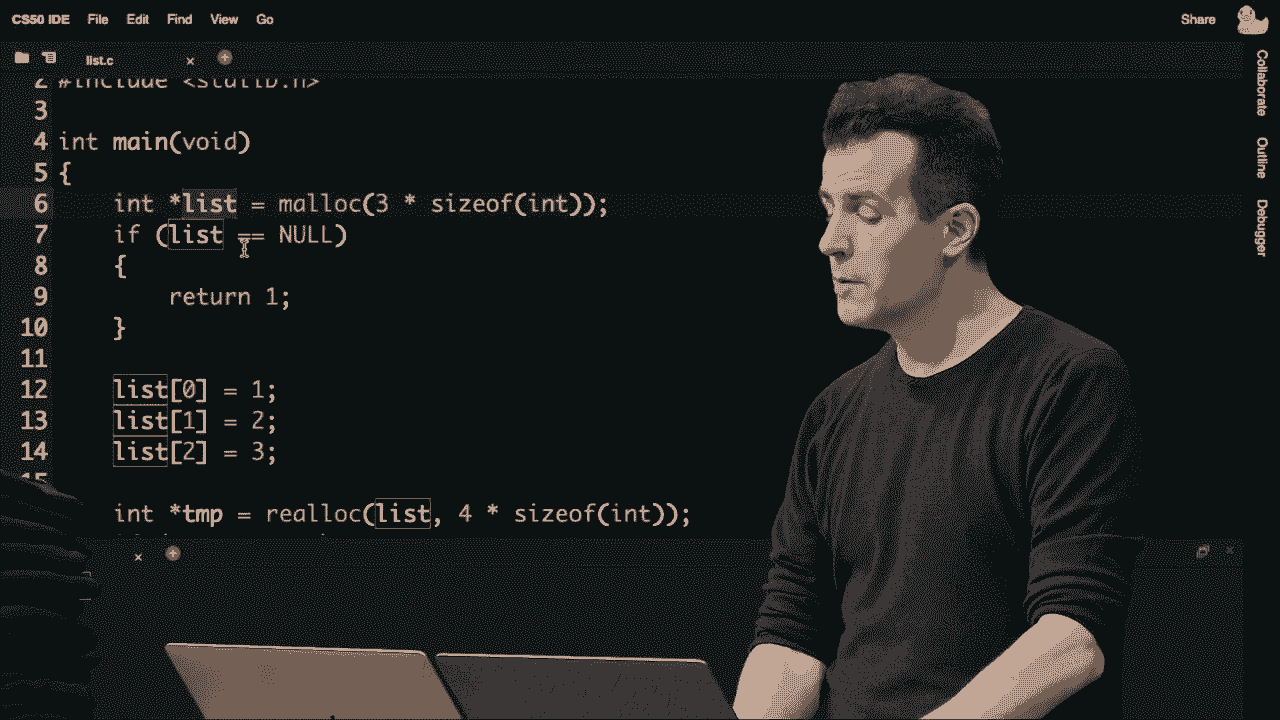 CS50 IDE File Edit Find View Go Share
list.c
2 #include <stdlib.h>
3
4 int main(void)
5 {
6 int *list = malloc(3 * sizeof(int));
7 if (list == NULL)
8 {
9 return 1;
10 }
11
12 list[0] = 1;
13 list[1] = 2;
14 list[2] = 3;
15
int *tmp = realloc(list, 4 * sizeof(int));
Collaborate
Outline
Debugger